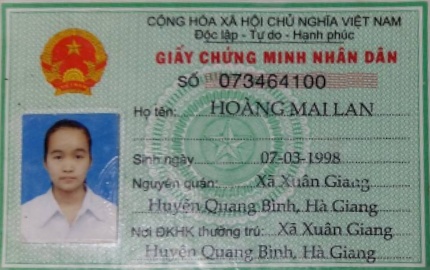 CỘNG HÒA XÃ HỘI CHỦ NGHĨA VIỆT NAM
Độc lập - Tự do - Hạnh phúc
GIẤY CHỨNG MINH NHÂN DÂN
SỐ 073464100
Họ tên: HOÀNG MAI LAN
Sinh ngày 07-03-1998
Nguyên quán: Xã Xuân Giang
Huyện Quang Bình, Hà Giang
Nơi ĐKHK thường trú: Xã Xuân Giang
Huyện Quang Bình, Hà Giang